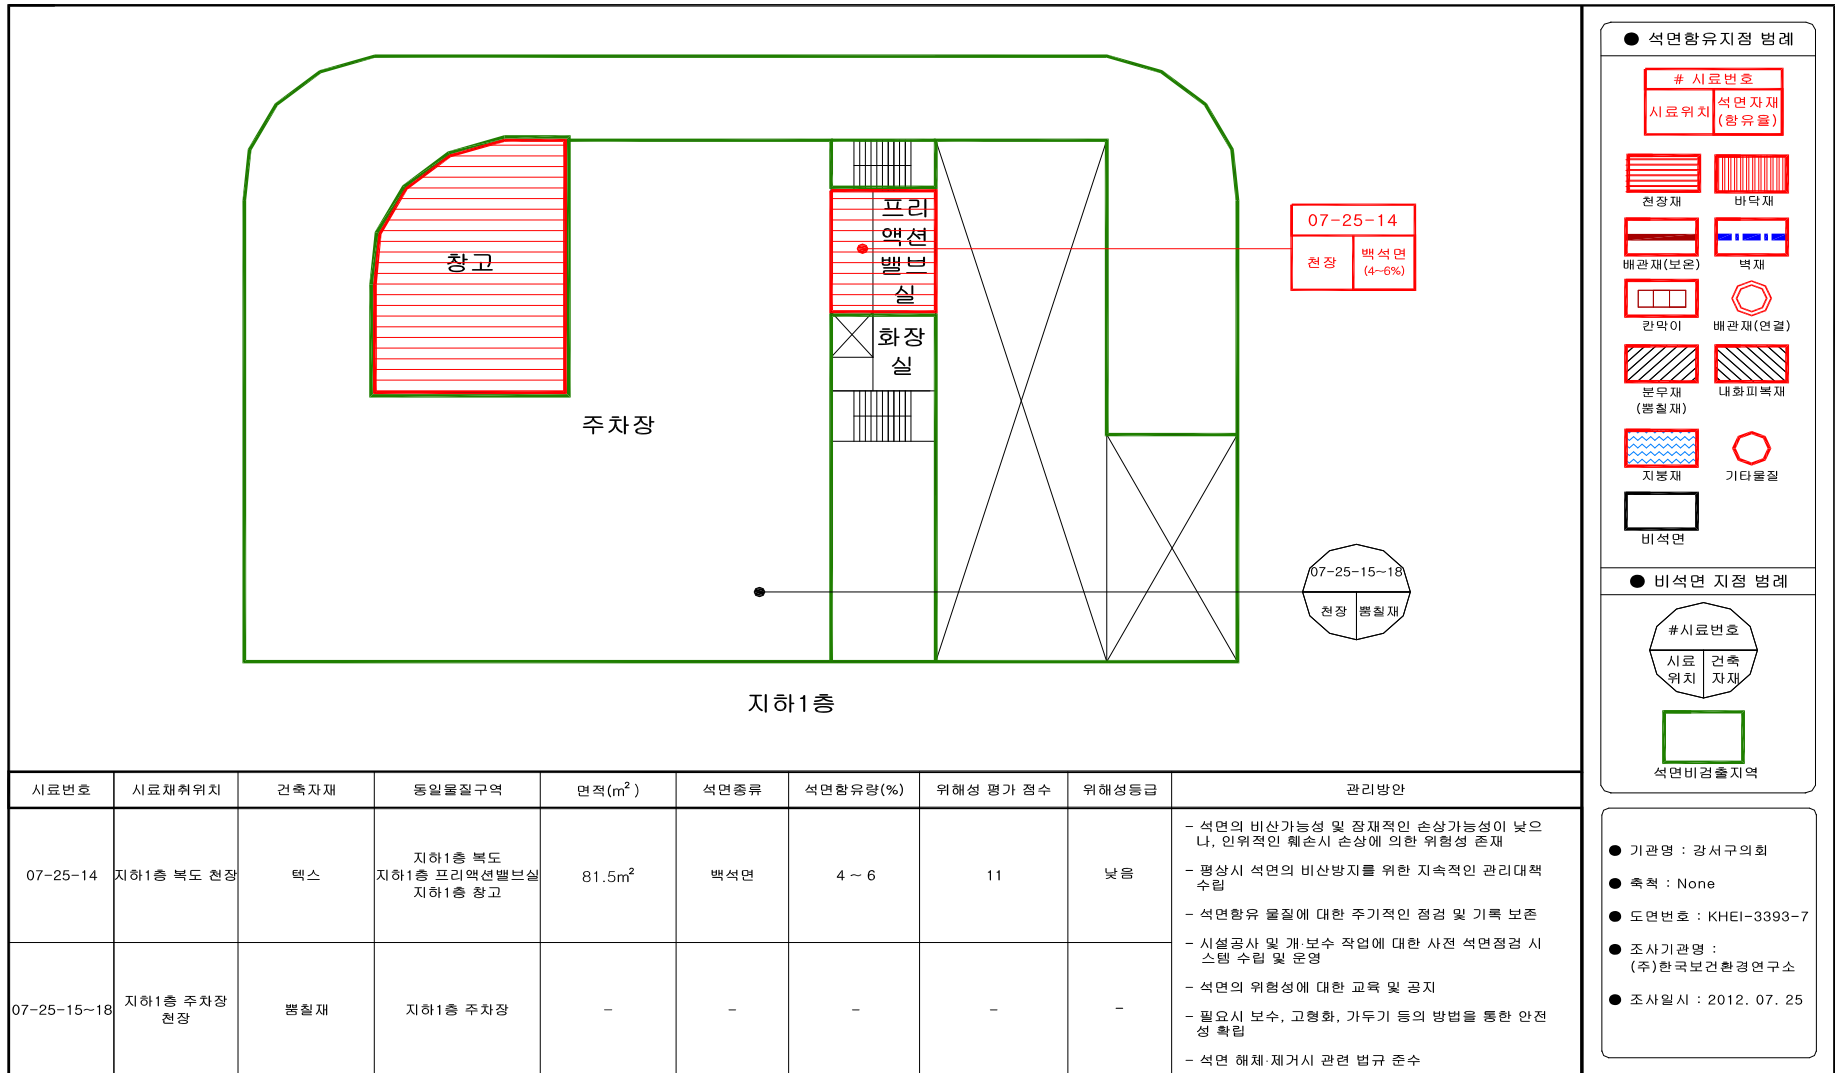 창고
프리
액션
밸브
실
화장
실
주차장
지하1층
07-25-14
천장
백석면
(4~6%)
07-25-15~18
천장
뿜칠재
시료번호
시료채취위치
건축자재
동일물질구역
면적(m²)
석면종류
석면함유량(%)
위해성 평가 점수
위해성등급
관리방안
07-25-14
지하1층 복도 천장
텍스
지하1층 복도
지하1층 프리액션밸브실
지하1층 창고
81.5m²
백석면
4 ~ 6
11
낮음
07-25-15~18
지하1층 주차장
천장
뿜칠재
지하1층 주차장
-
-
-
-
-
- 석면의 비산가능성 및 잠재적인 손상가능성이 낮으
나, 인위적인 훼손시 손상에 의한 위험성 존재
- 평상시 석면의 비산방지를 위한 지속적인 관리대책
수립
- 석면함유 물질에 대한 주기적인 점검 및 기록 보존
- 시설공사 및 개·보수 작업에 대한 사전 석면점검 시
스템 수립 및 운영
- 석면의 위험성에 대한 교육 및 공지
- 필요시 보수, 고형화, 가두기 등의 방법을 통한 안전
성 확립
- 석면 해체·제거시 관련 법규 준수
● 석면함유지점 범례
# 시료번호
시료위치
석면자재
(함유율)
천장재
바닥재
배관재(보온)
벽재
칸막이
배관재(연결)
분무재
(뿜칠재)
내화피복재
지붕재
기타물질
비석면
● 비석면 지점 범례
#시료번호
시료
위치
건축
자재
석면비검출지역
● 기관명 : 강서구의회
● 축척 : None
● 도면번호 : KHEI-3393-7
● 조사기관명 :
(주)한국보건환경연구소
● 조사일시 : 2012. 07. 25